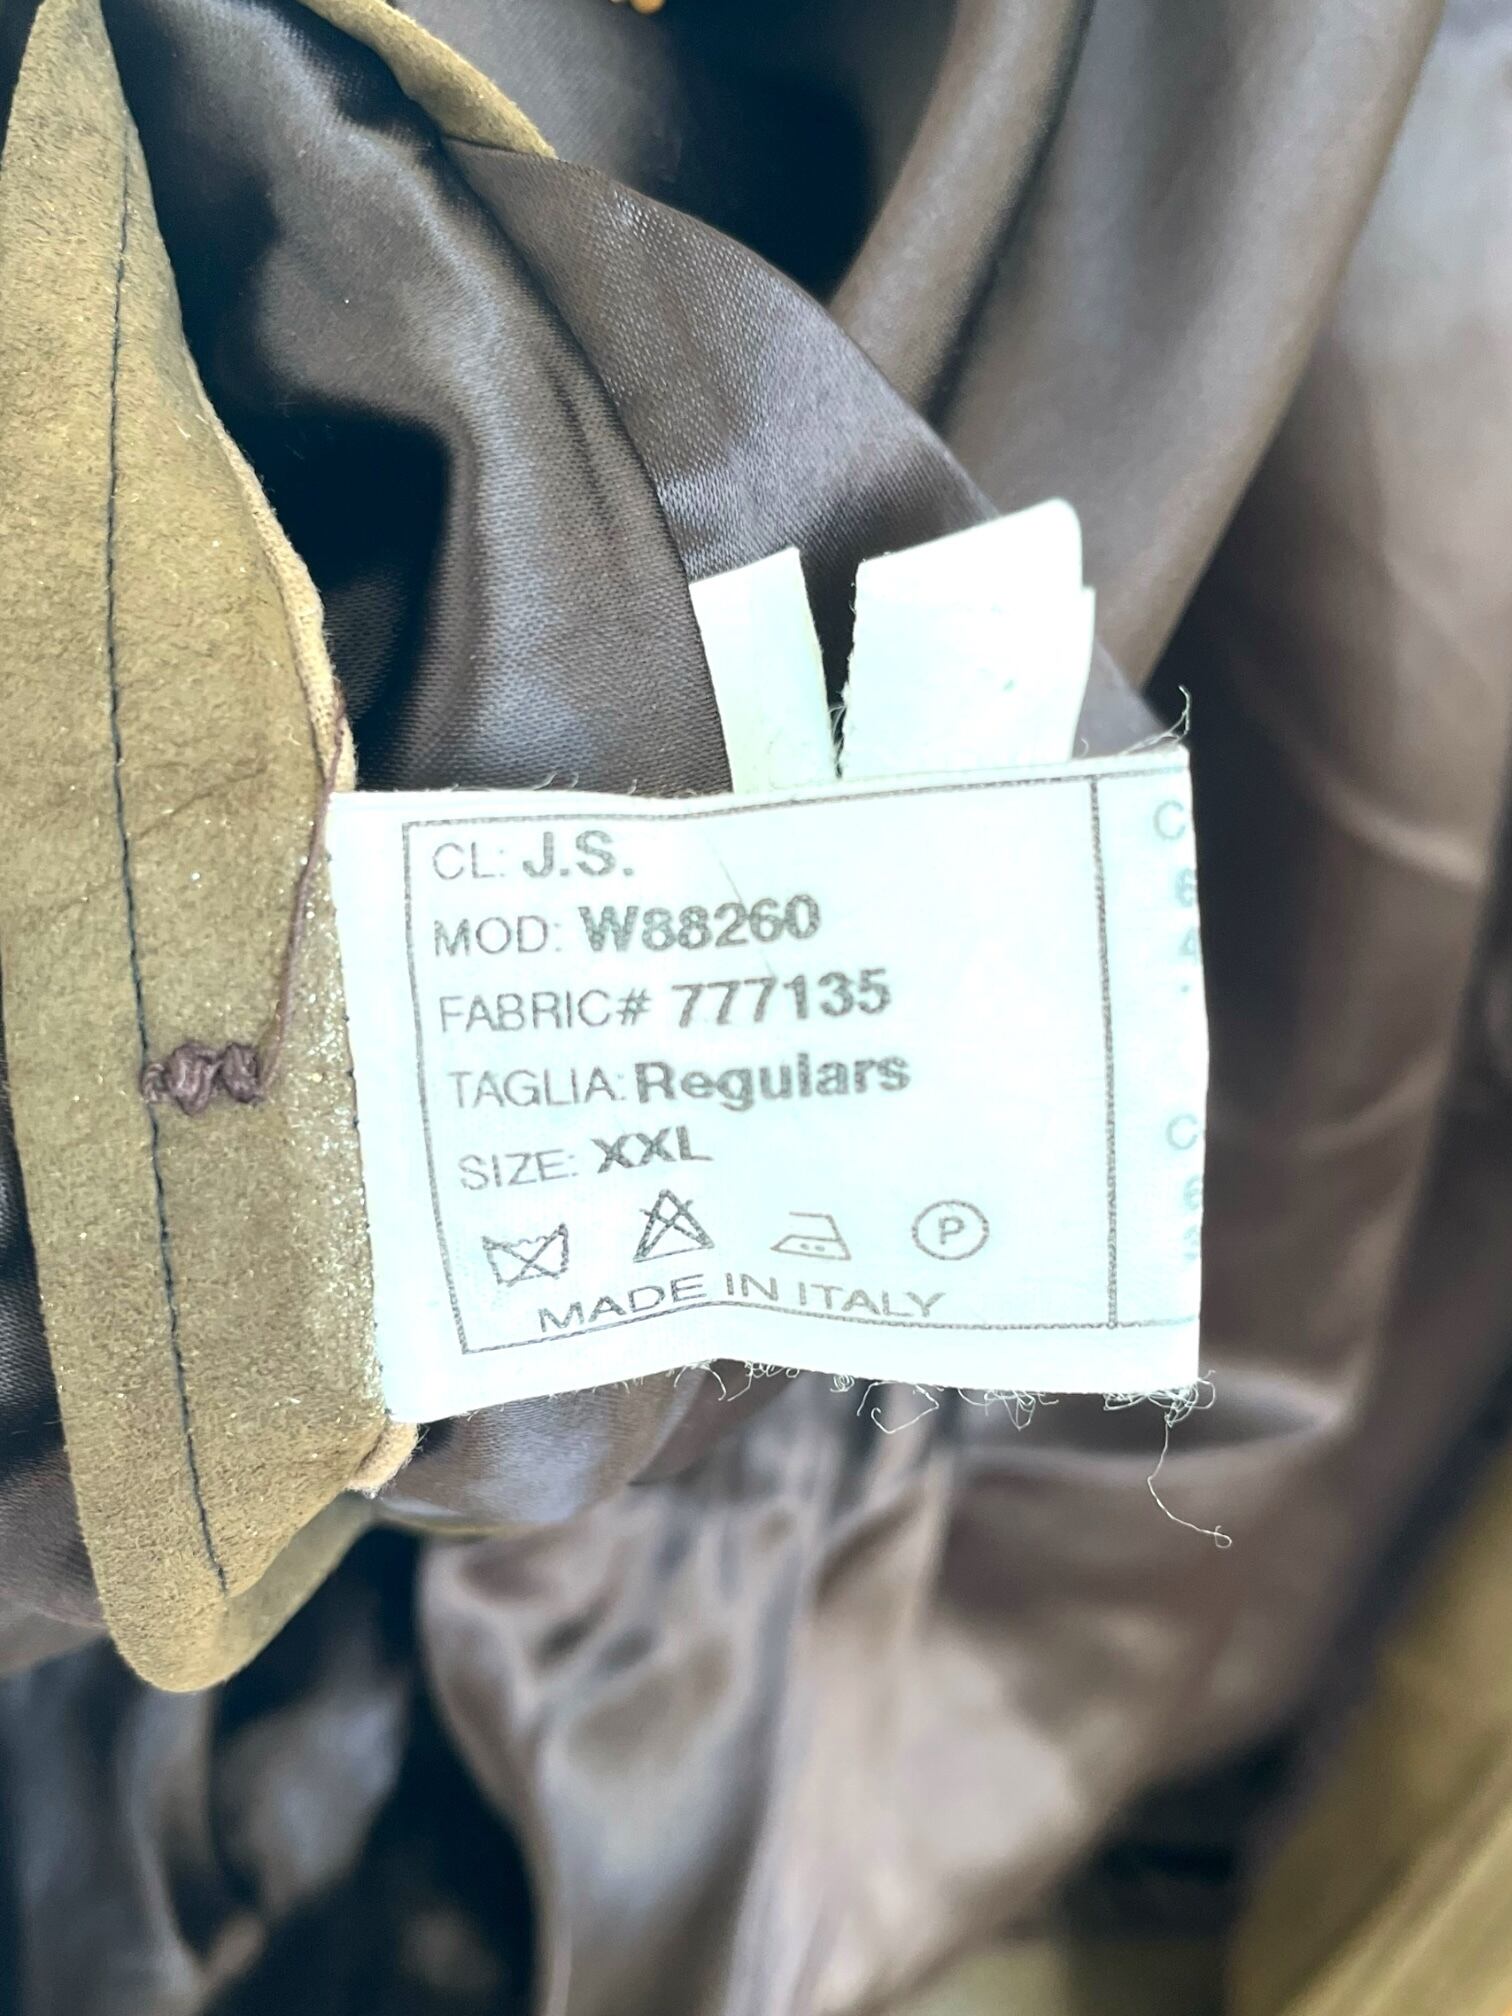 CL: J.S.
MOD: W88260
FABRIC# 777135
TAGLIA: Regulars
SIZE: XXL
P
MADE IN ITALY